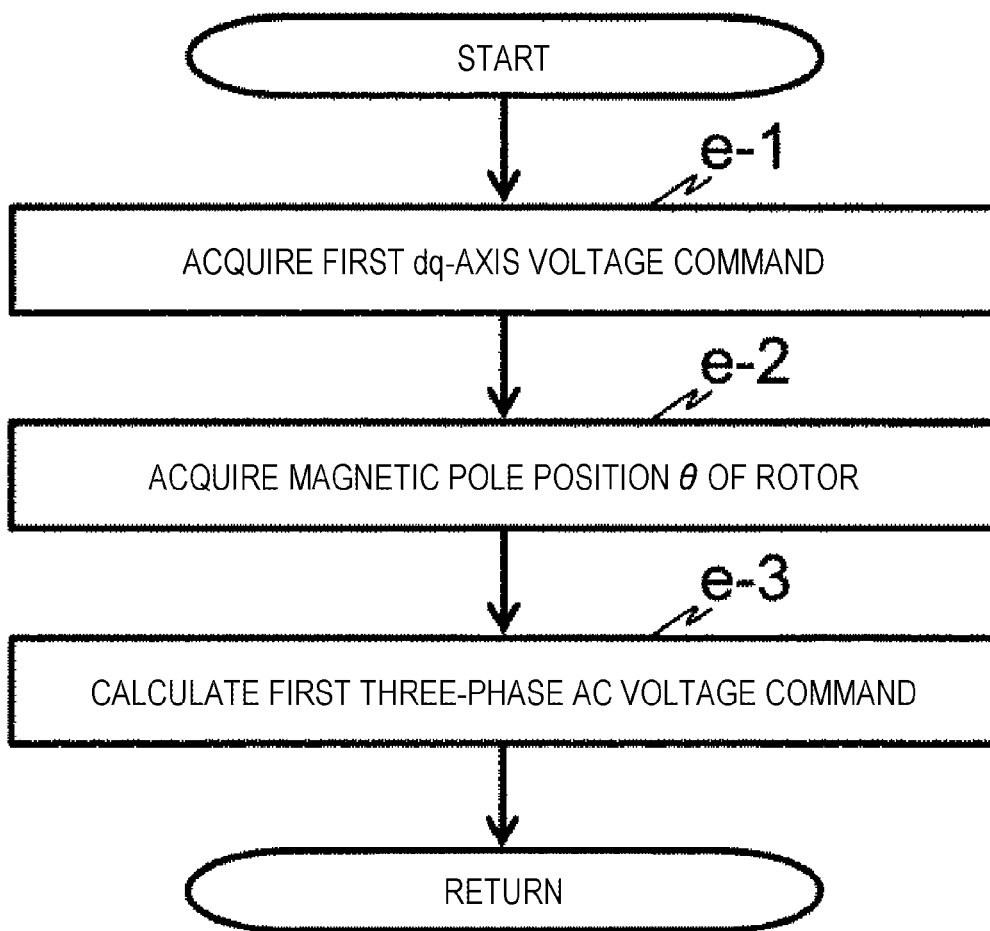 START
e-1
ACQUIRE FIRST dq-AXIS VOLTAGE COMMAND
e-2
ACQUIRE MAGNETIC POLE POSITION θ OF ROTOR
e-3
CALCULATE FIRST THREE-PHASE AC VOLTAGE COMMAND
RETURN